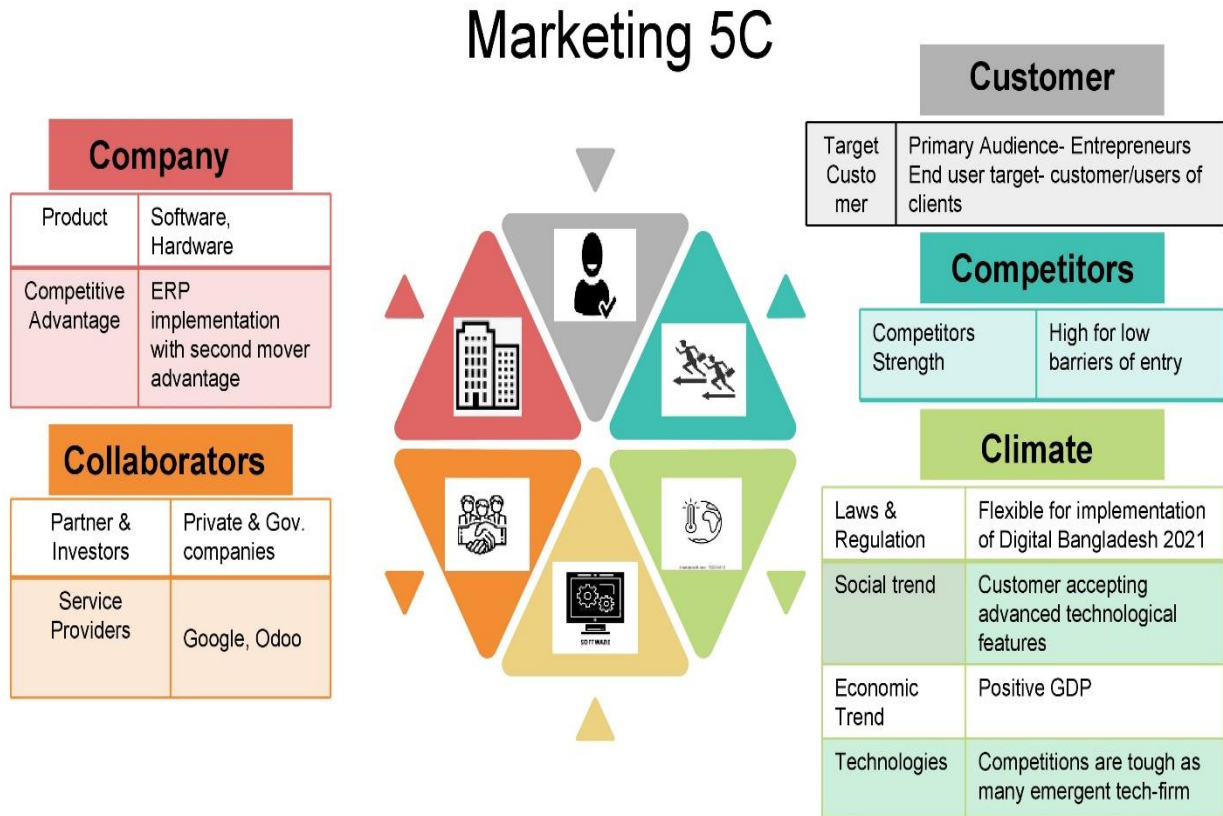 Marketing 5C
Company
Product
Software,
Hardware
Competitive
Advantage
ERP
implementation
with second mover
advantage
Collaborators
Partner &
Investors
Private & Gov.
companies
Service
Providers
Google, Odoo
SOFTWARE
Customer
Target
Custo
mer
Primary Audience- Entrepreneurs
End user target- customer/users of
clients
Competitors
Competitors
Strength
High for low
barriers of entry
Climate
Laws &
Regulation
Flexible for implementation
of Digital Bangladesh 2021
Social trend
Customer accepting
advanced technological
features
Economic
Trend
Positive GDP
Technologies
Competitions are tough as
many emergent tech-firm